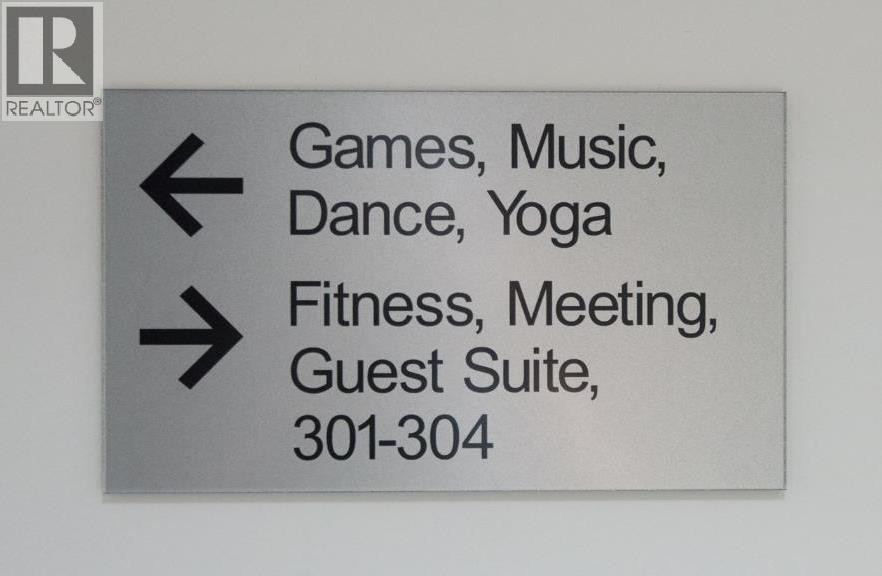 REALTOR®
Games, Music,
Dance, Yoga
Fitness, Meeting,
Guest Suite,
301-304